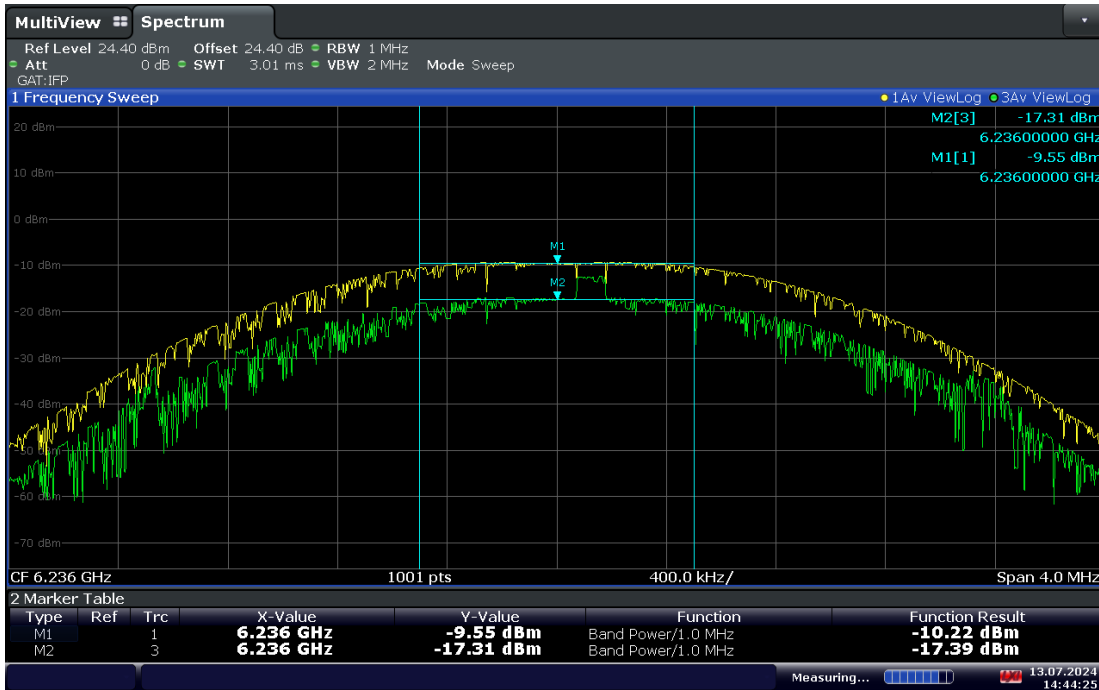 MultiView Spectrum
Ref Level 24.40 dBm Offset 24.40 dB RBW 1 MHz
Att 0 dB SWT 3.01 ms VBW 2 MHz Mode Sweep
GAT:IFP
1 Frequency Sweep 1Av ViewLog 3Av ViewLog
M2[3] -17.31 dBm
6.23600000 GHz
M1[1] -9.55 dBm
6.23600000 GHz
20 dBm
10 dBm
0 dBm
M1
-10 dBm
M2
-20 dBm
-30 dBm
-40 dBm
-50 dBm
-60 dBm
-70 dBm
CF 6.236 GHz 1001 pts 400.0 kHz/ Span 4.0 MHz
2 Marker Table
Type Ref Trc X-Value Y-Value Function Function Result
M1 1 6.236 GHz -9.55 dBm Band Power/1.0 MHz -10.22 dBm
M2 3 6.236 GHz -17.31 dBm Band Power/1.0 MHz -17.39 dBm
Measuring... 13.07.2024
14:44:25